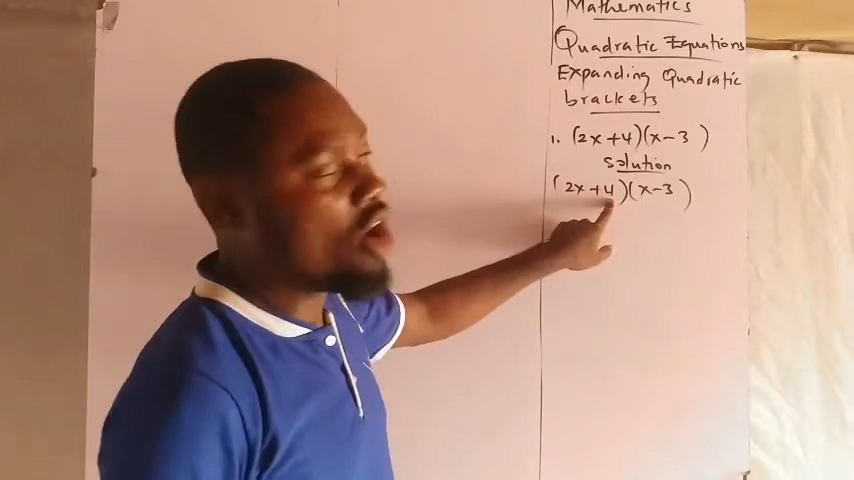 Mathematics
Quadratic Equations
Expanding Quadratic
brackets
1. (2x+4)(x-3)
Solution
(2x+4)(x-3)